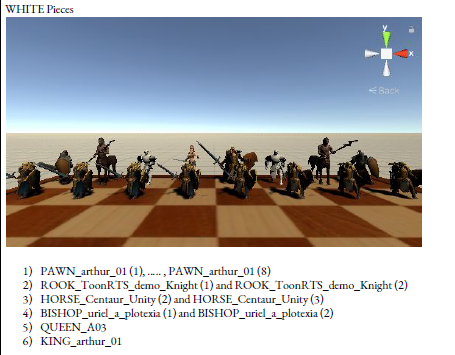 WHITE Pieces
y
x
Back
1) PAWN_arthur_01 (1), ..... , PAWN_arthur_01 (8)
2) ROOK_ToonRTS_demo_Knight (1) and ROOK_ToonRTS_demo_Knight (2)
3) HORSE_Centaur_Unity (2) and HORSE_Centaur_Unity (3)
4) BISHOP_uriel_a_plotexia (1) and BISHOP_uriel_a_plotexia (2)
5) QUEEN_A03
6) KING_arthur_01